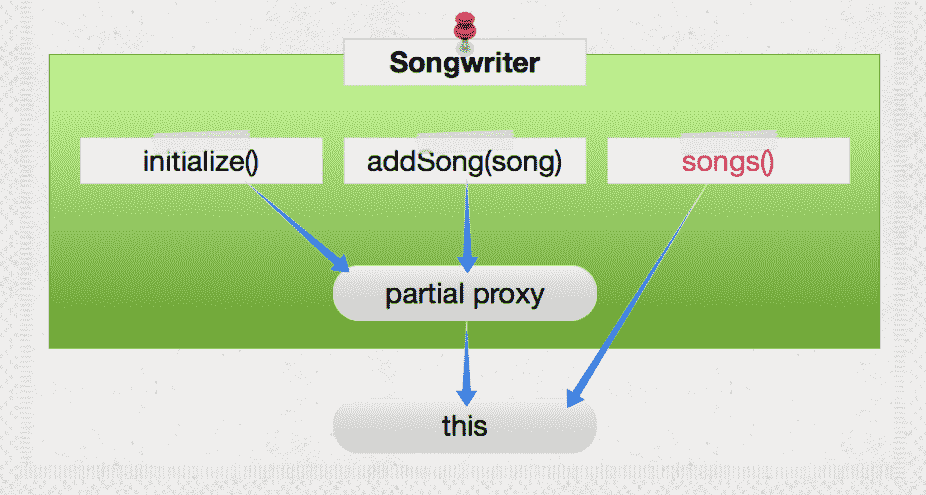 Songwriter
initialize()
addSong(song)
songs()
partial proxy
this